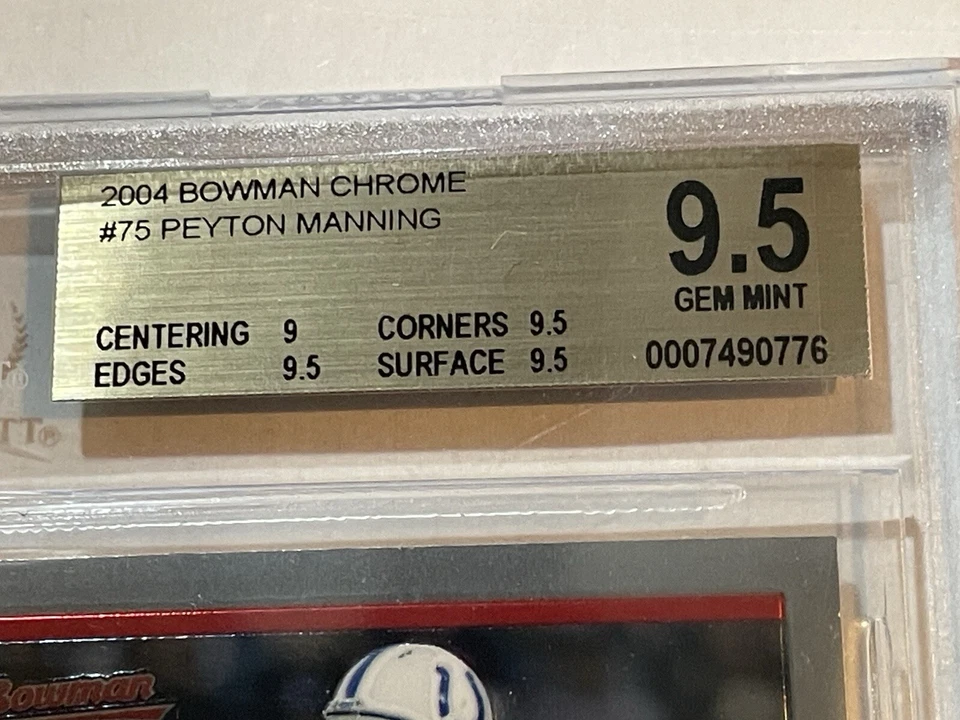 2004 BOWMAN CHROME
#75 PEYTON MANNING
9.5
GEM MINT
CENTERING 9 CORNERS 9.5
EDGES 9.5 SURFACE 9.5
0007490776
Bowman